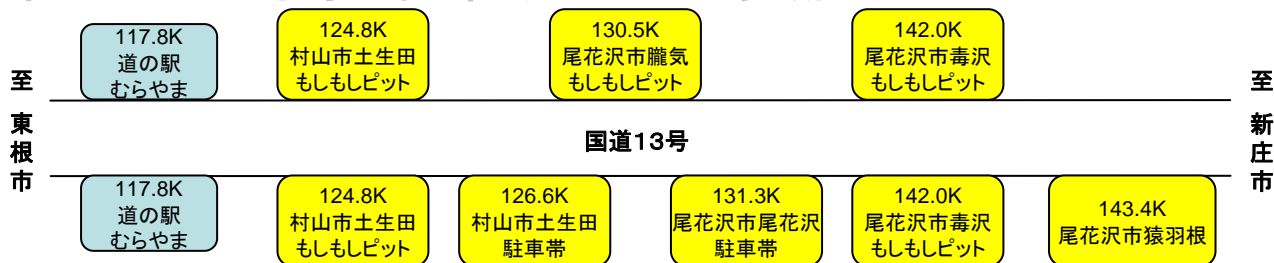 117.8K
道の駅
むらやま
124.8K
村山市土生田
もしもしピット
130.5K
尾花沢市朧気
もしもしピット
142.0K
尾花沢市毒沢
もしもしピット
至
東
根
市
国道13号
至
新
庄
市
117.8K
道の駅
むらやま
124.8K
村山市土生田
もしもしピット
126.6K
村山市土生田
駐車帯
131.3K
尾花沢市尾花沢
駐車帯
142.0K
尾花沢市毒沢
もしもしピット
143.4K
尾花沢市猿羽根